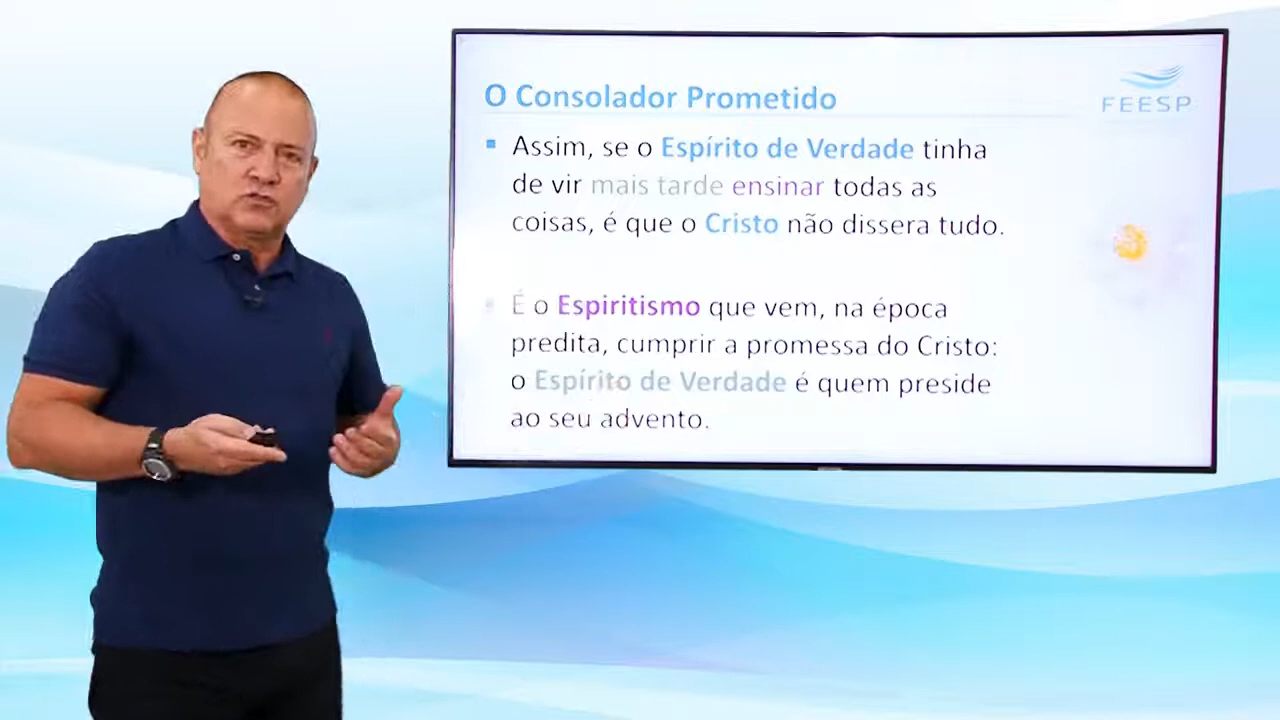 O Consolador Prometido
FEESP
Assim, se o Espírito de Verdade tinha
de vir mais tarde ensinar todas as
coisas, é que o Cristo não dissera tudo.
É o Espiritismo que vem, na época
predita, cumprir a promessa do Cristo:
o Espírito de Verdade é quem preside
ao seu advento.